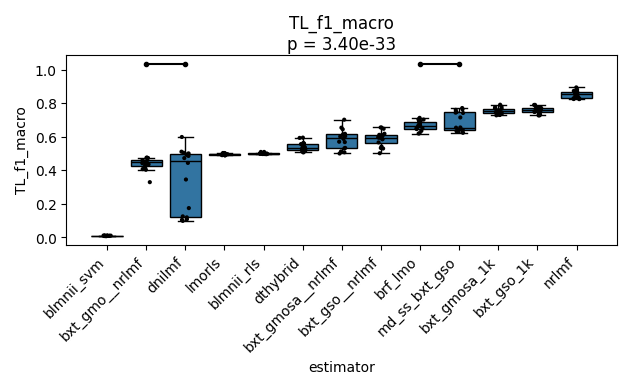 TL_f1_macro
p = 3.40e-33
TL_f1_macro
1.0
0.8
0.6
0.4
0.2
0.0
blmnii_svm
bxt_gmo__nrlmf
dnilmf
lmorls
blmnii_rls
dthybrid
bxt_gmosa__nrlmf
bxt_gso__nrlmf
brf_lmo
md_ss_bxt_gso
bxt_gmosa_1k
bxt_gso_1k
nrlmf
estimator